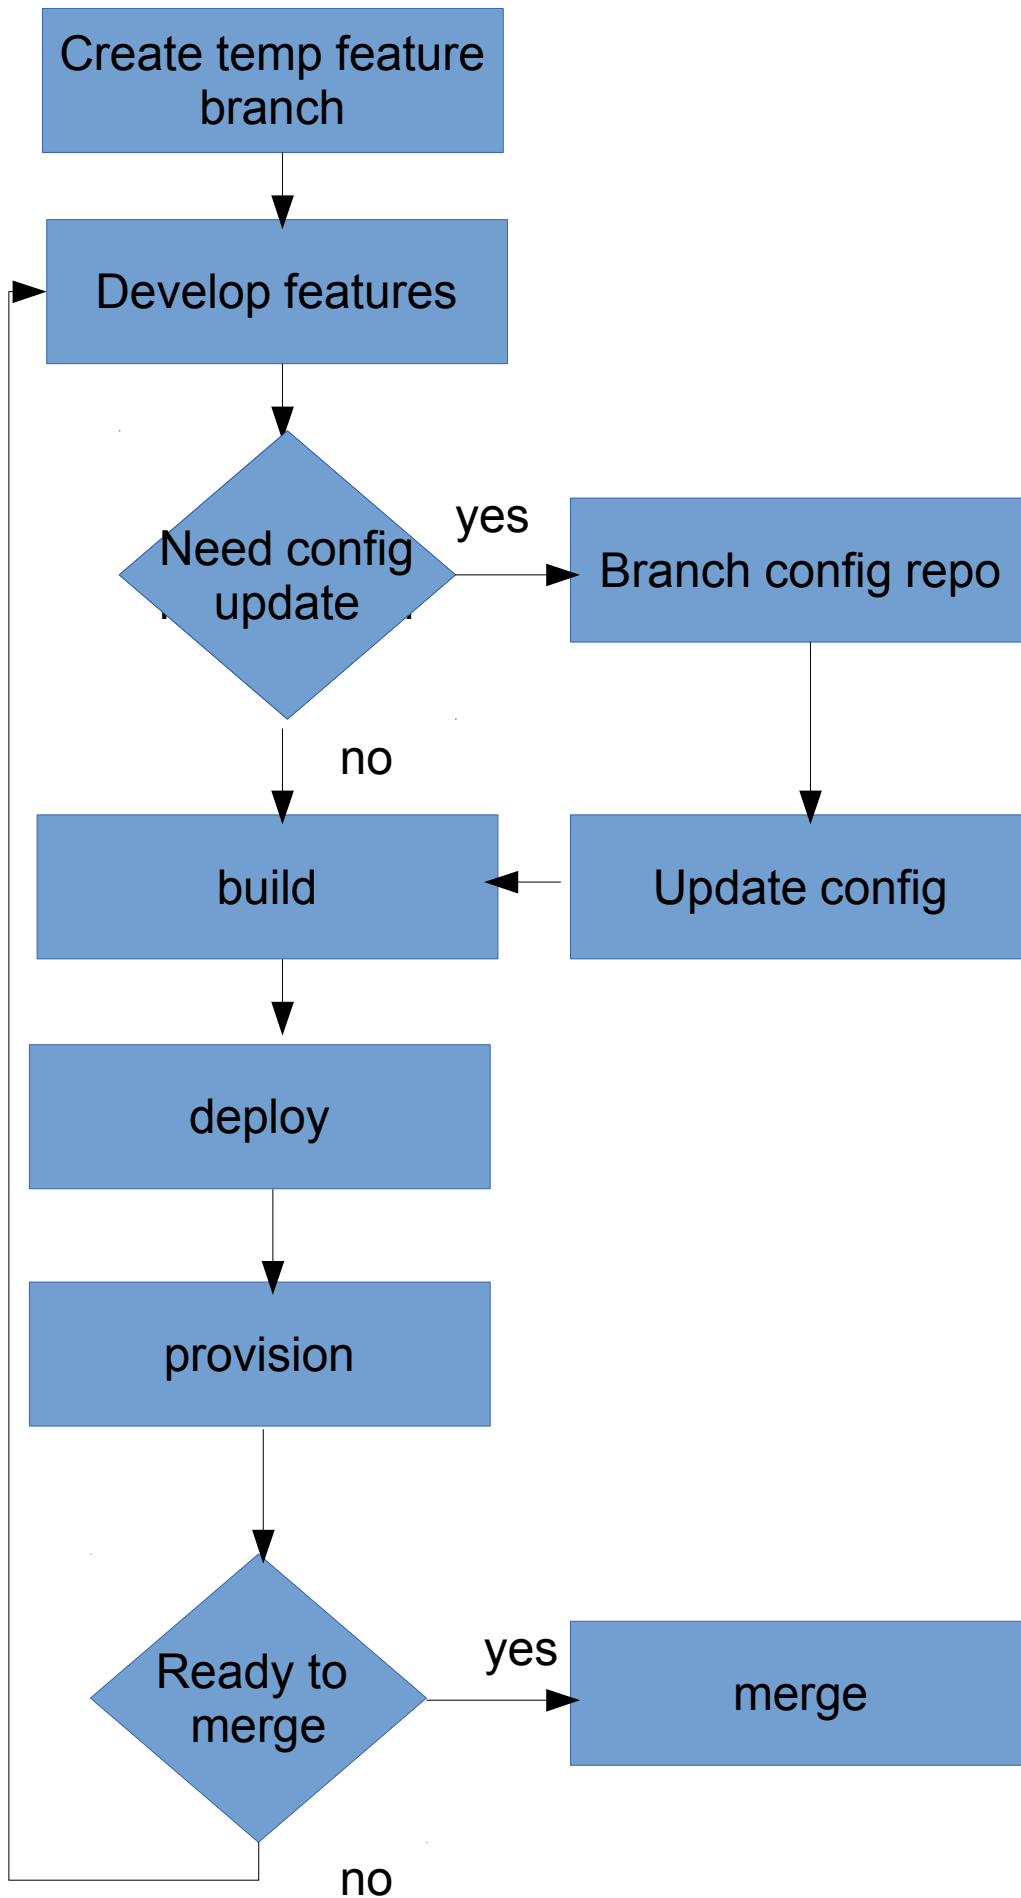 Create temp feature
branch
Develop features
Need config
update
yes
Branch config repo
no
build
Update config
deploy
provision
Ready to
merge
yes
merge
no